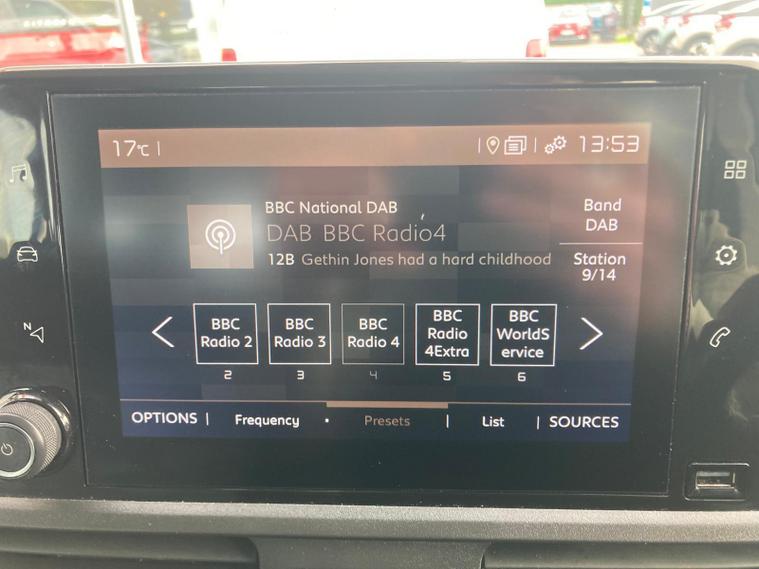 17°C
13:53
BBC National DAB
DAB BBC Radio4
12B Gethin Jones had a hard childhood
Band
DAB
Station
9/14
BBC
Radio 2
BBC
Radio 3
BBC
Radio 4
BBC
Radio
4Extra
BBC
WorldS
ervice
2
3
4
5
6
OPTIONS
Frequency
Presets
List
SOURCES
N